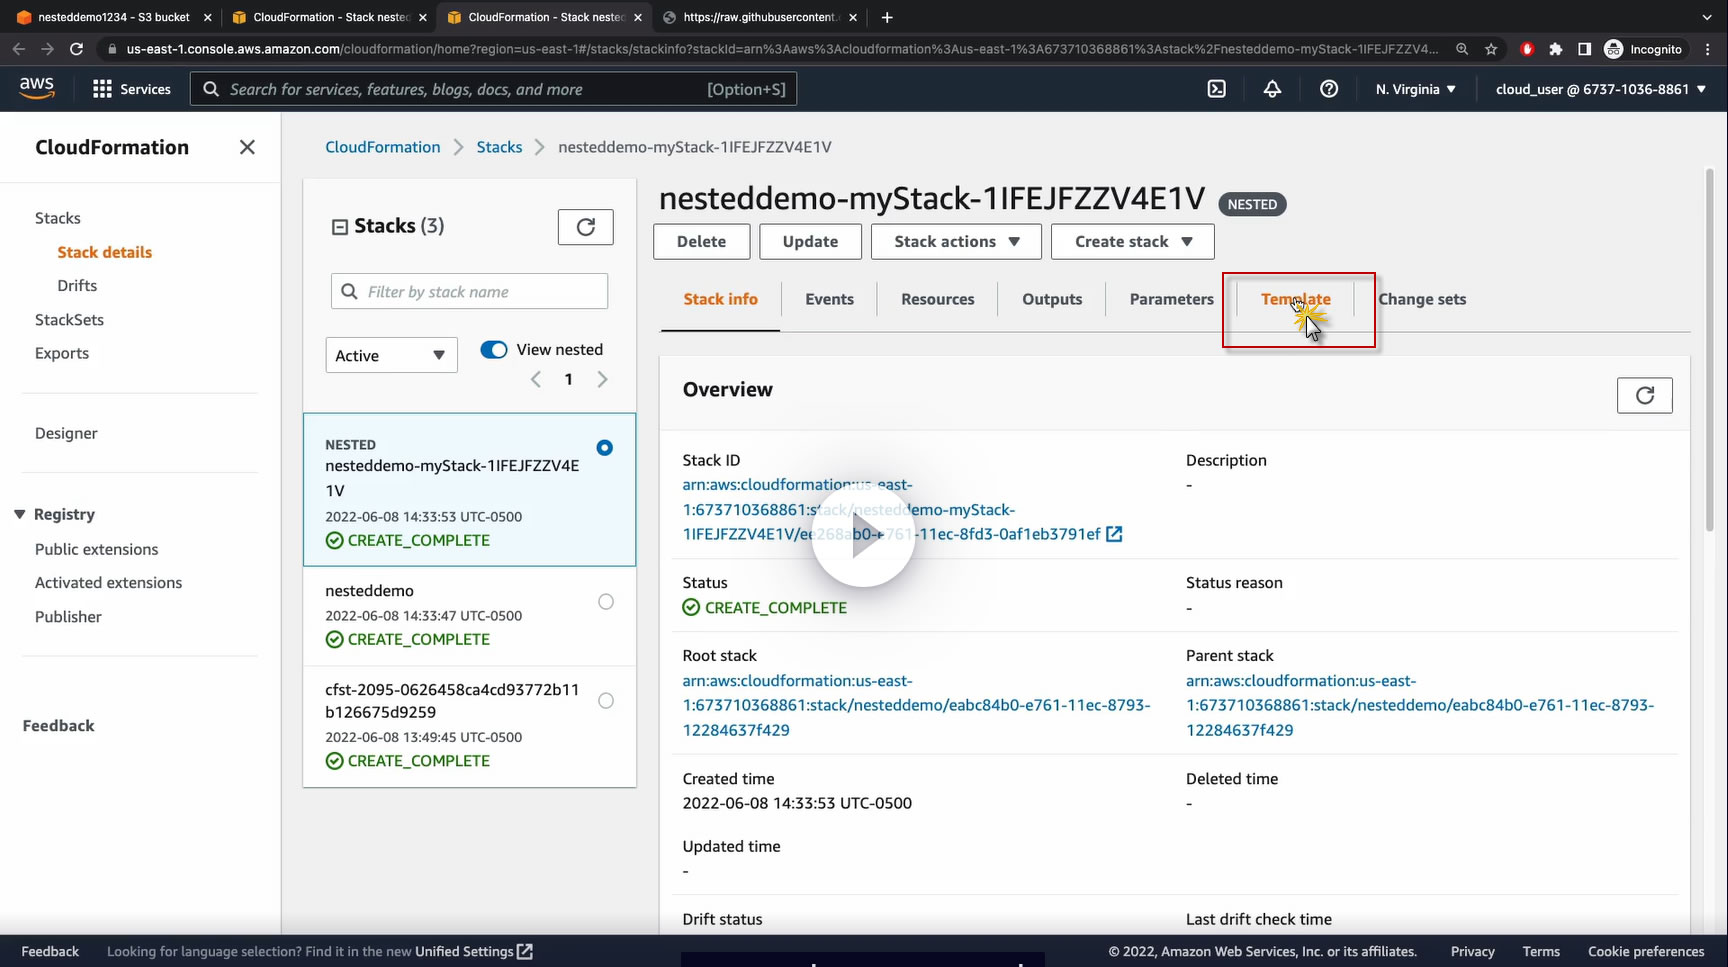 nesteddemo1234 - S3 bucket
CloudFormation - Stack nested
CloudFormation - Stack nested
https://raw.githubusercontent.
us-east-1.console.aws.amazon.com/cloudformation/home?region=us-east-1#/stacks/stackinfo?stackId=arn%3Aaws%3Acloudformation%3Aus-east-1%3A673710368861%3Astack%2Fnesteddemo-myStack-1IFEJFZZV4...
Incognito
aws
Services
Search for services, features, blogs, docs, and more
[Option+S]
N. Virginia
cloud_user @ 6737-1036-8861
CloudFormation
Stacks
Stack details
Drifts
StackSets
Exports
Designer
Registry
Public extensions
Activated extensions
Publisher
Feedback
CloudFormation
Stacks
nesteddemo-myStack-1IFEJFZZV4E1V
Stacks (3)
Filter by stack name
Active
View nested
1
NESTED
nesteddemo-myStack-1IFEJFZZV4E
1V
2022-06-08 14:33:53 UTC-0500
CREATE_COMPLETE
nesteddemo
2022-06-08 14:33:47 UTC-0500
CREATE_COMPLETE
cfst-2095-0626458ca4cd93772b11
b126675d9259
2022-06-08 13:49:45 UTC-0500
CREATE_COMPLETE
nesteddemo-myStack-1IFEJFZZV4E1V
NESTED
Delete
Update
Stack actions
Create stack
Stack info
Events
Resources
Outputs
Parameters
Template
Change sets
Overview
Stack ID
arn:aws:cloudformation:us-east-
1:673710368861:stack/nesteddemo-myStack-
1IFEJFZZV4E1V/ee268ab0-e761-11ec-8fd3-0af1eb3791ef
Description
-
Status
CREATE_COMPLETE
Status reason
-
Root stack
arn:aws:cloudformation:us-east-
1:673710368861:stack/nesteddemo/eabc84b0-e761-11ec-8793-
12284637f429
Parent stack
arn:aws:cloudformation:us-east-
1:673710368861:stack/nesteddemo/eabc84b0-e761-11ec-8793-
12284637f429
Created time
2022-06-08 14:33:53 UTC-0500
Deleted time
-
Updated time
-
Drift status
Last drift check time
Feedback
Looking for language selection? Find it in the new Unified Settings
© 2022, Amazon Web Services, Inc. or its affiliates.
Privacy
Terms
Cookie preferences